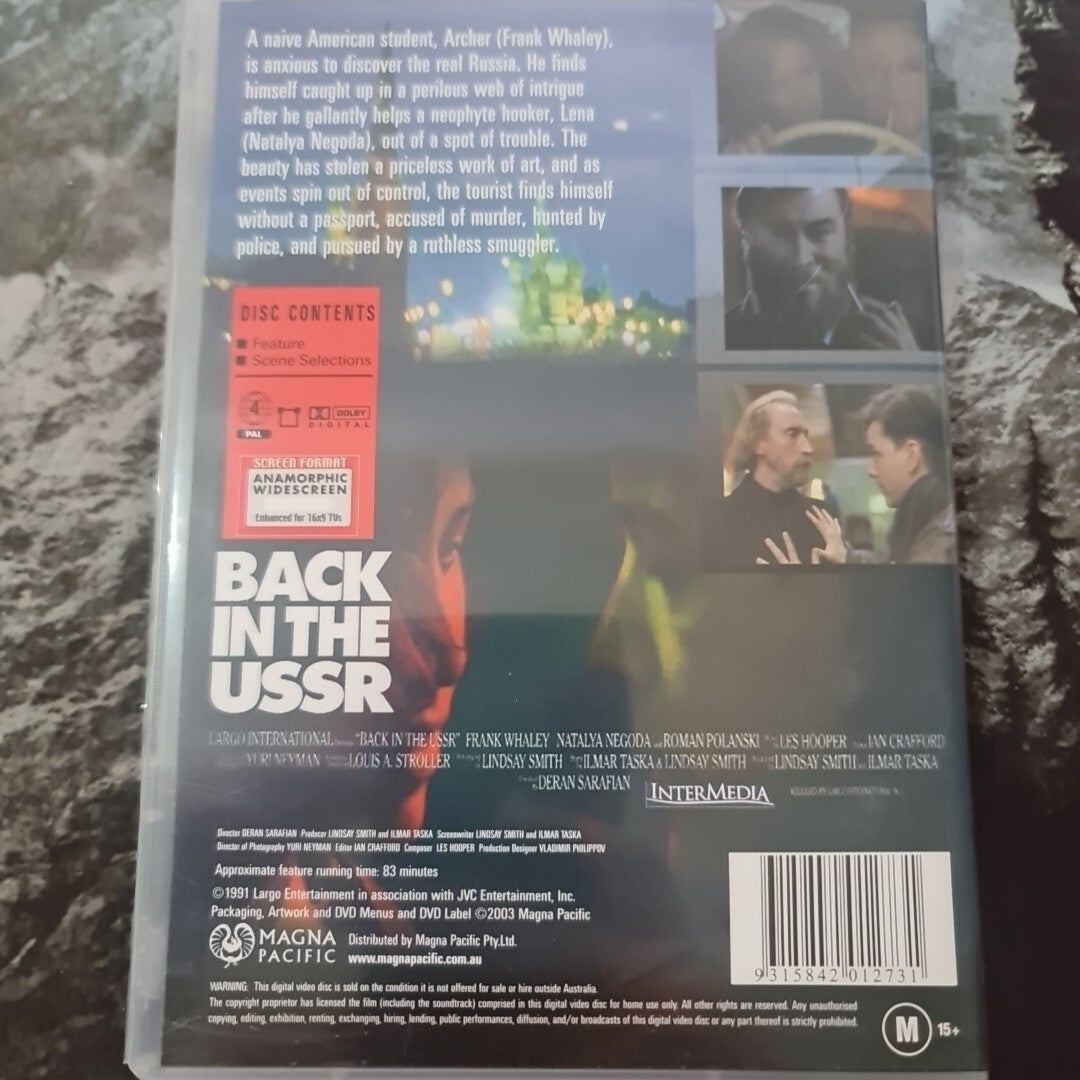 A naive American student, Archer (Frank Whaley),
is anxious to discover the real Russia. He finds
himself caught up in a perilous web of intrigue
after he gallantly helps a neophyte hooker, Lena
(Natalya Negoda), out of a spot of trouble. The
beauty has stolen a priceless work of art, and as
events spin out of control, the tourist finds himself
without a passport, accused of murder, hunted by
police, and pursued by a ruthless smuggler.
DISC CONTENTS
Feature
Scene Selections
4
PAL
DOLBY
DIGITAL
SCREEN FORMAT
ANAMORPHIC
WIDESCREEN
Enhanced for 16x9 TVs
BACK
IN THE
USSR
LARGO INTERNATIONAL "BACK IN THE USSR" FRANK WHALEY NATALYA NEGODA ROMAN POLANSKI LES HOOPER IAN CRAFFORD
YURI NEYMAN LOUIS A. STROLLER LINDSAY SMITH ILMAR TASKA & LINDSAY SMITH LINDSAY SMITH ILMAR TASKA
DERAN SARAFIAN INTERMEDIA
Director DERAN SARAFIAN Producer LINDSAY SMITH and ILMAR TASKA Screenwriter LINDSAY SMITH and ILMAR TASKA
Director of Photography YURI NEYMAN Editor IAN CRAFFORD Composer LES HOOPER Production Designer VLADIMIR PHILIPPOV
Approximate feature running time: 83 minutes
©1991 Largo Entertainment in association with JVC Entertainment, Inc.
Packaging, Artwork and DVD Menus and DVD Label ©2003 Magna Pacific
MAGNA
PACIFIC
Distributed by Magna Pacific Pty.Ltd.
www.magnapacific.com.au
9 315842 012731
WARNING: This digital video disc is sold on the condition it is not offered for sale or hire outside Australia.
The copyright proprietor has licensed the film (including the soundtrack) comprised in this digital video disc for home use only. All other rights are reserved. Any unauthorised
copying, editing, exhibition, renting, exchanging, hiring, lending, public performances, diffusion, and/or broadcasts of this digital video disc or any part thereof is strictly prohibited.
M 15+